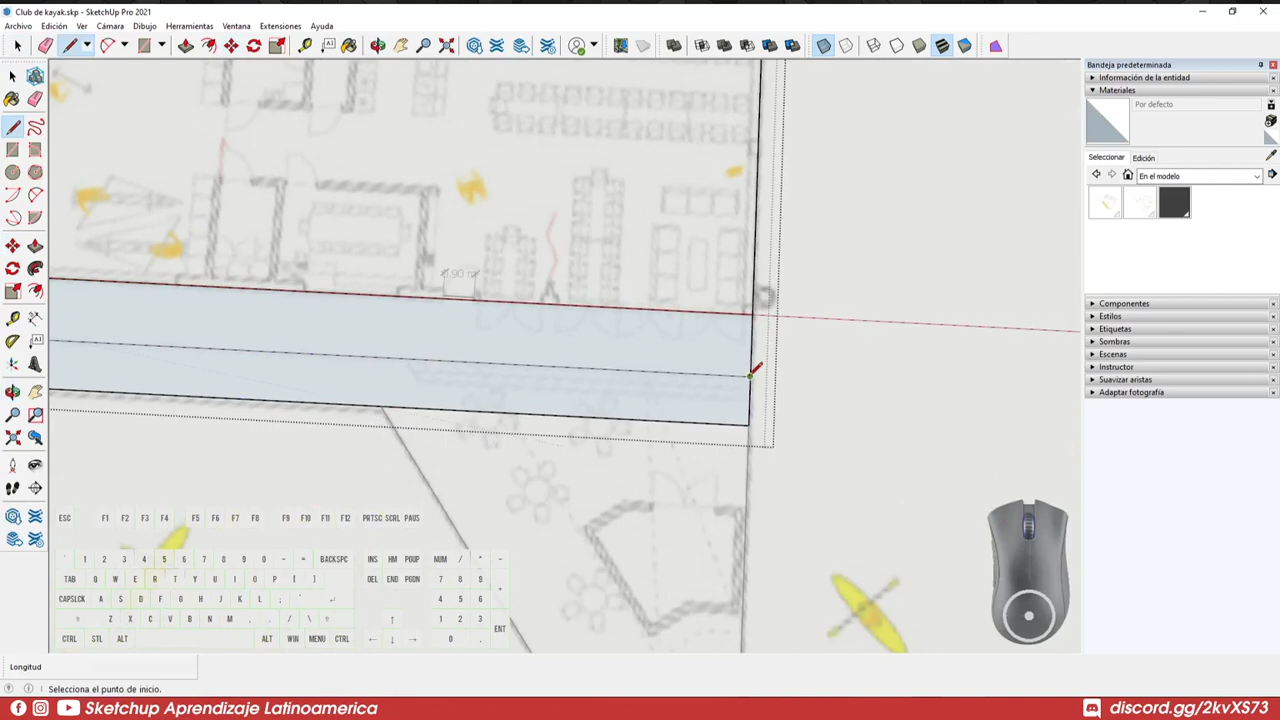 Club de kayak.skp - SketchUp Pro 2021
Archivo Edición Ver Cámara Dibujo Herramientas Ventana Extensiones Ayuda
Bandeja predeterminada
Información de la entidad
Materiales
Por defecto
Seleccionar Edición
En el modelo
Componentes
Estilos
Etiquetas
Sombras
Escenas
Instructor
Suavizar aristas
Adaptar fotografía
0.90 m
ESC F1 F2 F3 F4 F5 F6 F7 F8 F9 F10 F11 F12 PRTSC SCRL PAUS
` 1 2 3 4 5 6 7 8 9 0 - = BACKSPC INS HM PGUP NUM / * -
TAB Q W E R T Y U I O P [ ] DEL END PGDN 7 8 9 +
CAPSLCK A S D F G H J K L ; ' ↵ 4 5 6
⇧ Z X C V B N M , . / \ ⇧ ↑ 1 2 3 ENT
CTRL STL ALT ALT WIN MENU CTRL ← ↓ → 0 .
Longitud
Selecciona el punto de inicio.
Sketchup Aprendizaje Latinoamerica
discord.gg/2kvXS73